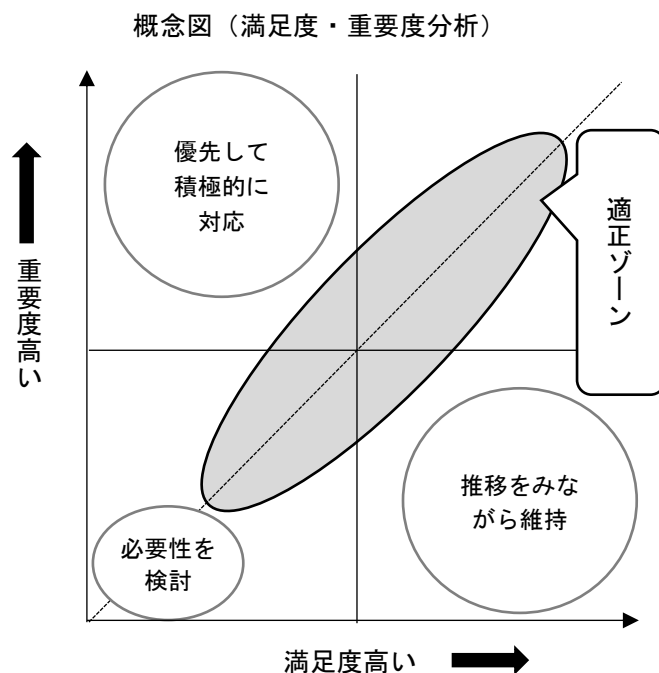 概念図（満足度・重要度分析）
優先して
積極的に
対応
適正ゾーン
重要度高い
推移をみな
がら維持
必要性を
検討
満足度高い